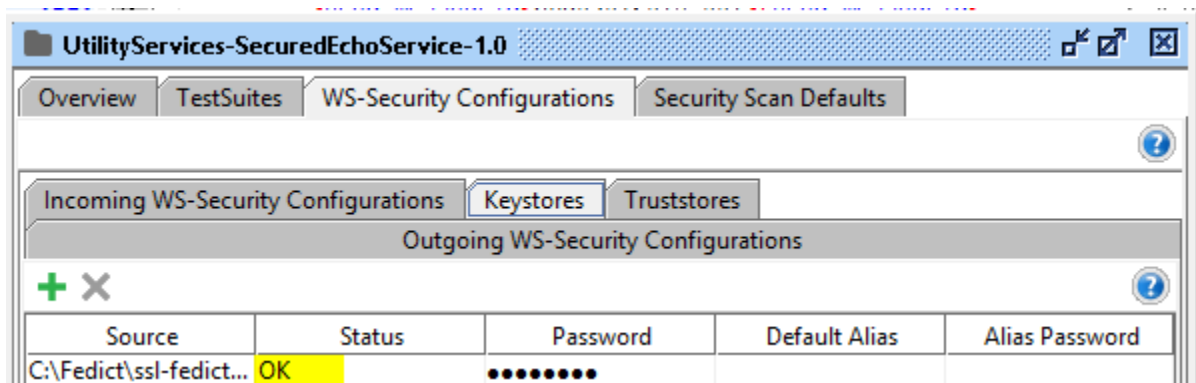 UtilityServices-SecuredEchoService-1.0
Overview TestSuites WS-Security Configurations Security Scan Defaults
Incoming WS-Security Configurations Keystores Truststores
Outgoing WS-Security Configurations
Source Status Password Default Alias Alias Password
C:\Fedict\ssl-fedict... OK ••••••••